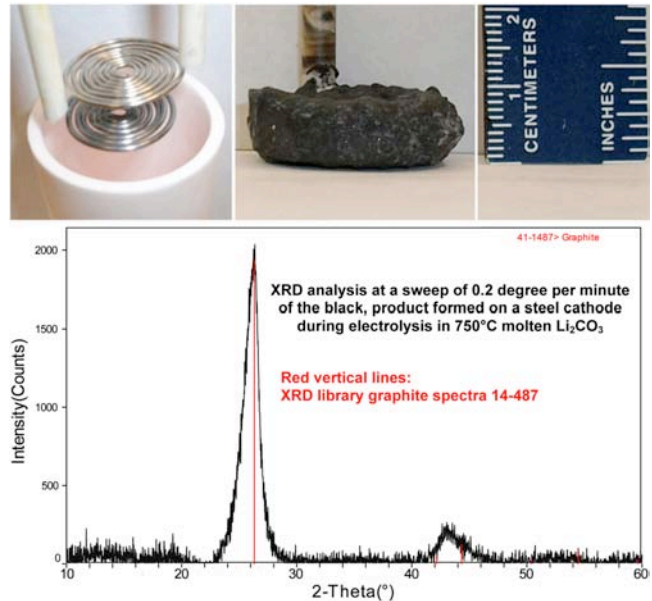 1
2
CENTIMETERS
INCHES
41-1487> Graphite
XRD analysis at a sweep of 0.2 degree per minute
of the black, product formed on a steel cathode
during electrolysis in 750°C molten Li₂CO₃
Red vertical lines:
XRD library graphite spectra 14-487
Intensity(Counts)
2000
1500
1000
500
0
10
20
30
40
50
60
2-Theta(°)